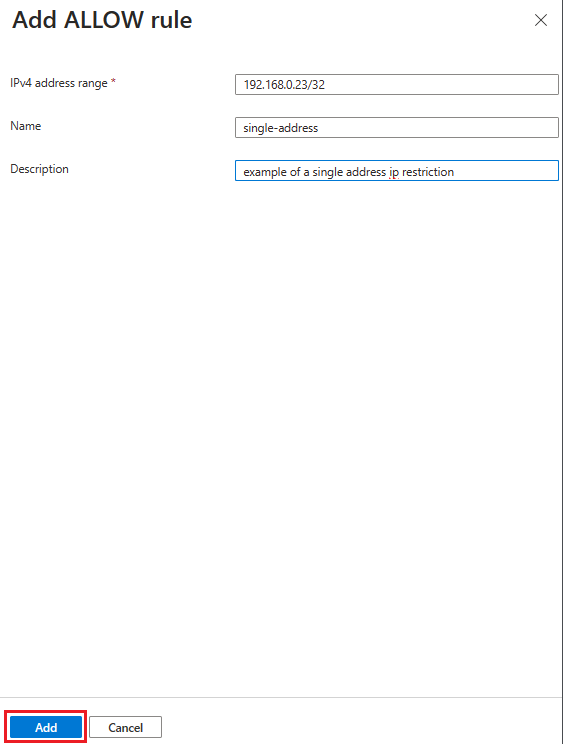 Add ALLOW rule
IPv4 address range *
192.168.0.23/32
Name
single-address
Description
example of a single address ip restriction
Add
Cancel